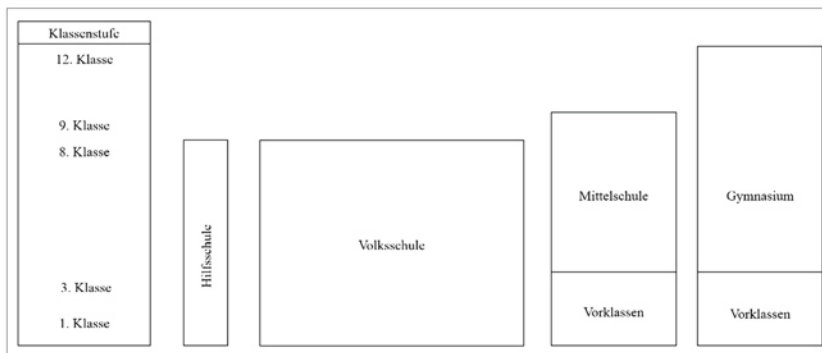 Klassenstufe
12. Klasse
9. Klasse
8. Klasse
3. Klasse
1. Klasse
Hilfsschule
Volksschule
Mittelschule
Vorklassen
Gymnasium
Vorklassen